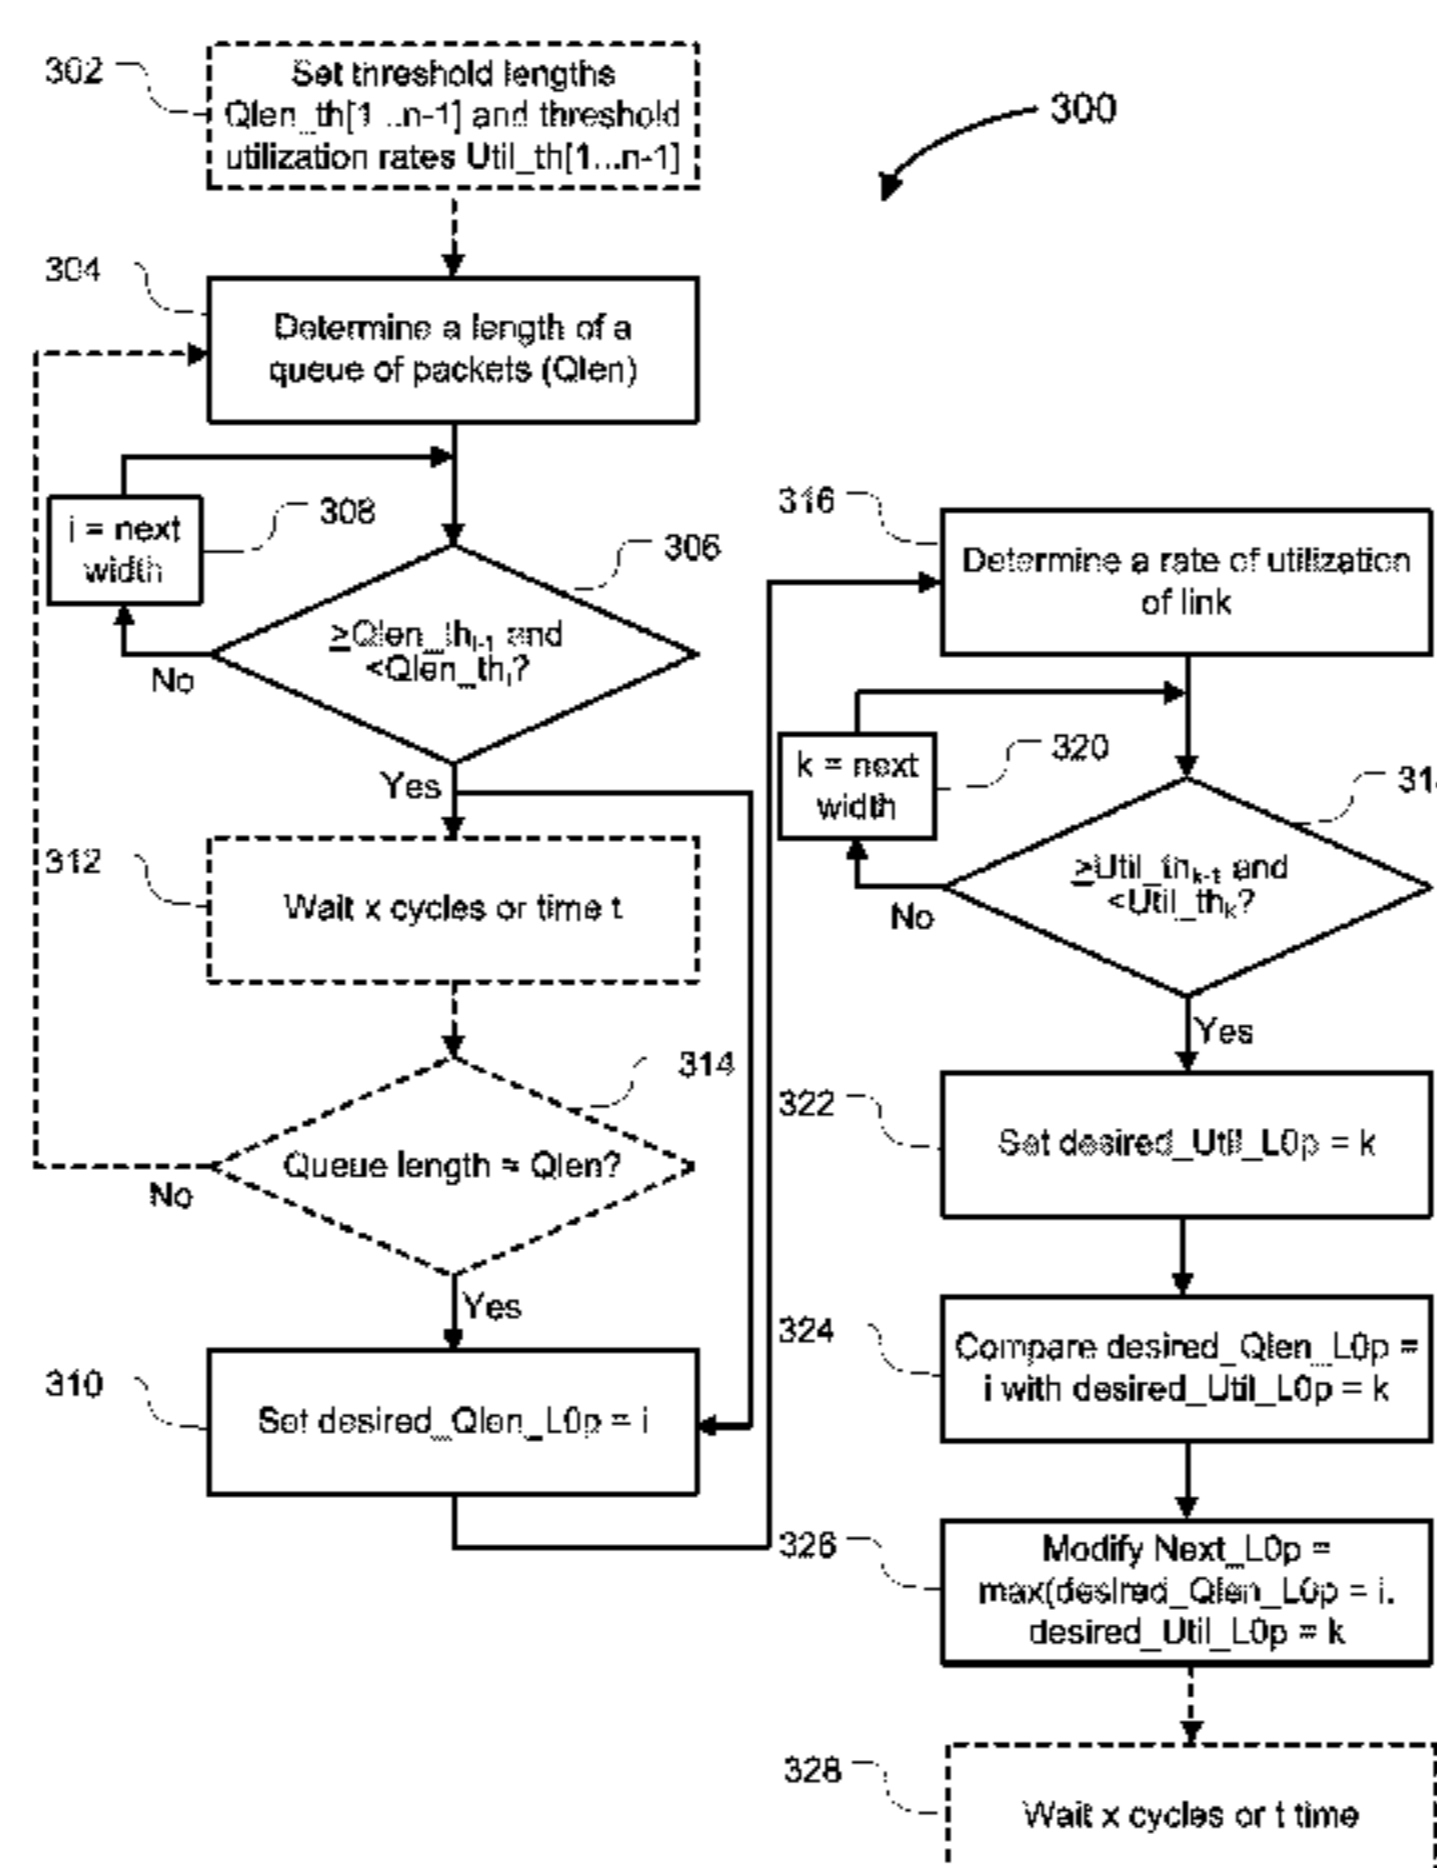 302
Set threshold lengths
Qlen_th[1...n-1] and threshold
utilization rates Util_th[1...n-1]
300
304
Determine a length of a
queue of packets (Qlen)
308
i = next
width
306
≥Qlen_thi-1 and
<Qlen_thi?
No
Yes
312
Wait x cycles or time t
314
Queue length = Qlen?
No
Yes
310
Set desired_Qlen_L0p = i
316
Determine a rate of utilization
of link
320
k = next
width
≥Util_thk-1 and
<Util_thk?
No
Yes
322
Set desired_Util_L0p = k
324
Compare desired_Qlen_L0p =
i with desired_Util_L0p = k
326
Modify Next_L0p =
max(desired_Qlen_L0p = i,
desired_Util_L0p = k
328
Wait x cycles or t time